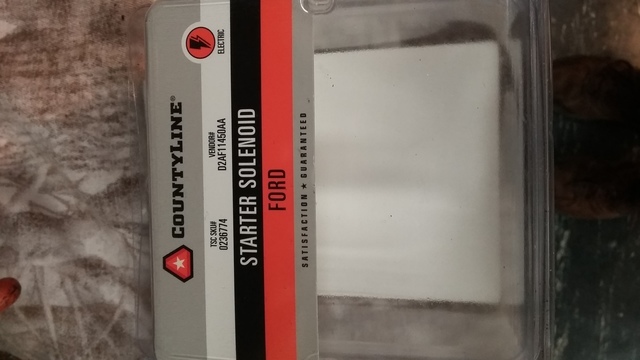 COUNTYLINE®
ELECTRIC
TSC SKU#
0236774
VENDOR#
D2AF11450AA
STARTER SOLENOID
FORD
SATISFACTION ★ GUARANTEED